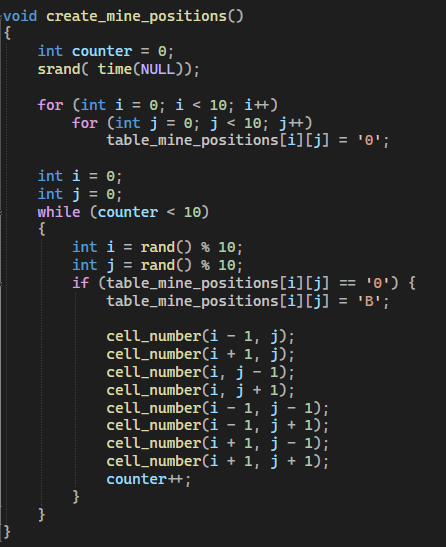 void create_mine_positions()
{
    int counter = 0;
    srand( time(NULL));

    for (int i = 0; i < 10; i++)
        for (int j = 0; j < 10; j++)
            table_mine_positions[i][j] = '0';

    int i = 0;
    int j = 0;
    while (counter < 10)
    {
        int i = rand() % 10;
        int j = rand() % 10;
        if (table_mine_positions[i][j] == '0') {
            table_mine_positions[i][j] = 'B';

            cell_number(i - 1, j);
            cell_number(i + 1, j);
            cell_number(i, j - 1);
            cell_number(i, j + 1);
            cell_number(i - 1, j - 1);
            cell_number(i - 1, j + 1);
            cell_number(i + 1, j - 1);
            cell_number(i + 1, j + 1);
            counter++;
        }
    }
}